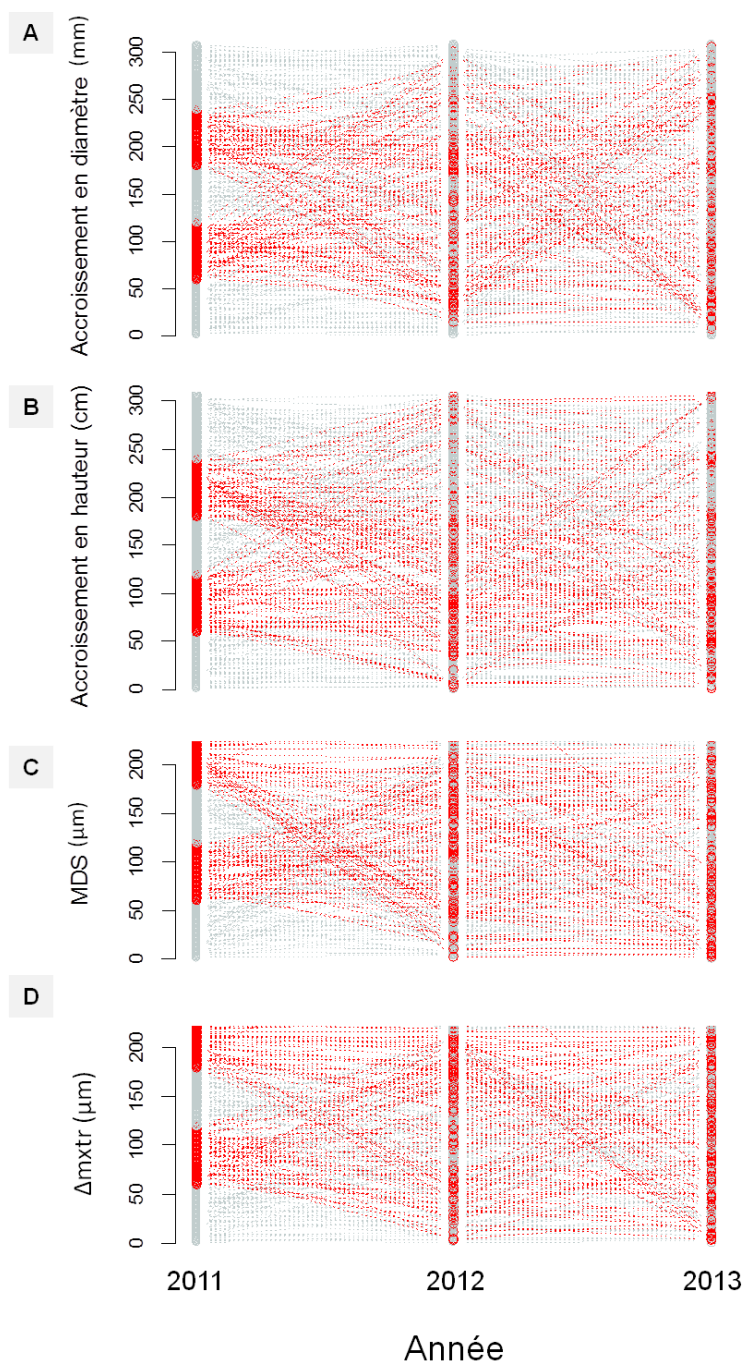 A
Accroissement en diamètre (mm)
300
250
200
150
100
50
0
B
Accroissement en hauteur (cm)
300
250
200
150
100
50
0
C
MDS (µm)
200
150
100
50
0
D
Δmxtr (µm)
200
150
100
50
0
2011 2012 2013
Année